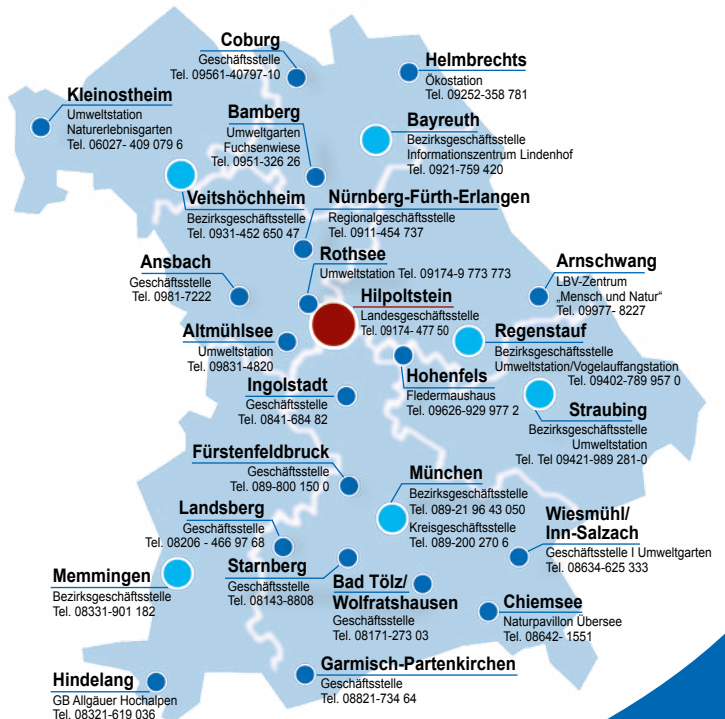 Coburg
Geschäftsstelle
Tel. 09561-40797-10
Helmbrechts
Ökostation
Tel. 09252-358 781
Kleinostheim
Umweltstation
Naturerlebnisgarten
Tel. 06027- 409 079 6
Bamberg
Umweltgarten
Fuchsenwiese
Tel. 0951-326 26
Bayreuth
Bezirksgeschäftsstelle
Informationszentrum Lindenhof
Tel. 0921-759 420
Veitshöchheim
Bezirksgeschäftsstelle
Tel. 0931-452 650 47
Nürnberg-Fürth-Erlangen
Regionalgeschäftsstelle
Tel. 0911-454 737
Ansbach
Geschäftsstelle
Tel. 0981-7222
Rothsee
Umweltstation Tel. 09174-9 773 773
Arnschwang
LBV-Zentrum
„Mensch und Natur“
Tel. 09977- 8227
Hilpoltstein
Landesgeschäftsstelle
Tel. 09174- 477 50
Altmühlsee
Umweltstation
Tel. 09831-4820
Regenstauf
Bezirksgeschäftsstelle
Umweltstation/Vogelauffangstation
Tel. 09402-789 957 0
Hohenfels
Fledermaushaus
Tel. 09626-929 977 2
Ingolstadt
Geschäftsstelle
Tel. 0841-684 82
Straubing
Bezirksgeschäftsstelle
Umweltstation
Tel. Tel 09421-989 281-0
Fürstenfeldbruck
Geschäftsstelle
Tel. 089-800 150 0
München
Bezirksgeschäftsstelle
Tel. 089-21 96 43 050
Kreisgeschäftsstelle
Tel. 089-200 270 6
Landsberg
Geschäftsstelle
Tel. 08206 - 466 97 68
Wiesmühl/
Inn-Salzach
Geschäftsstelle I Umweltgarten
Tel. 08634-625 333
Starnberg
Geschäftsstelle
Tel. 08143-8808
Memmingen
Bezirksgeschäftsstelle
Tel. 08331-901 182
Bad Tölz/
Wolfratshausen
Geschäftsstelle
Tel. 08171-273 03
Chiemsee
Naturpavillon Übersee
Tel. 08642- 1551
Hindelang
GB Allgäuer Hochalpen
Tel. 08321-619 036
Garmisch-Partenkirchen
Geschäftsstelle
Tel. 08821-734 64